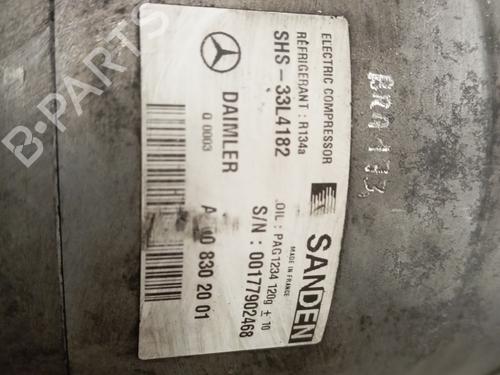 ELECTRIC COMPRESSOR
REFRIGERANT : R134a
SHS-33L4182
DAIMLER
Q 0003
830 20 01
SANDEN
MADE IN FRANCE
OIL : PAG1234 120g ± 10
S/N : 00177902468
B-PARTS